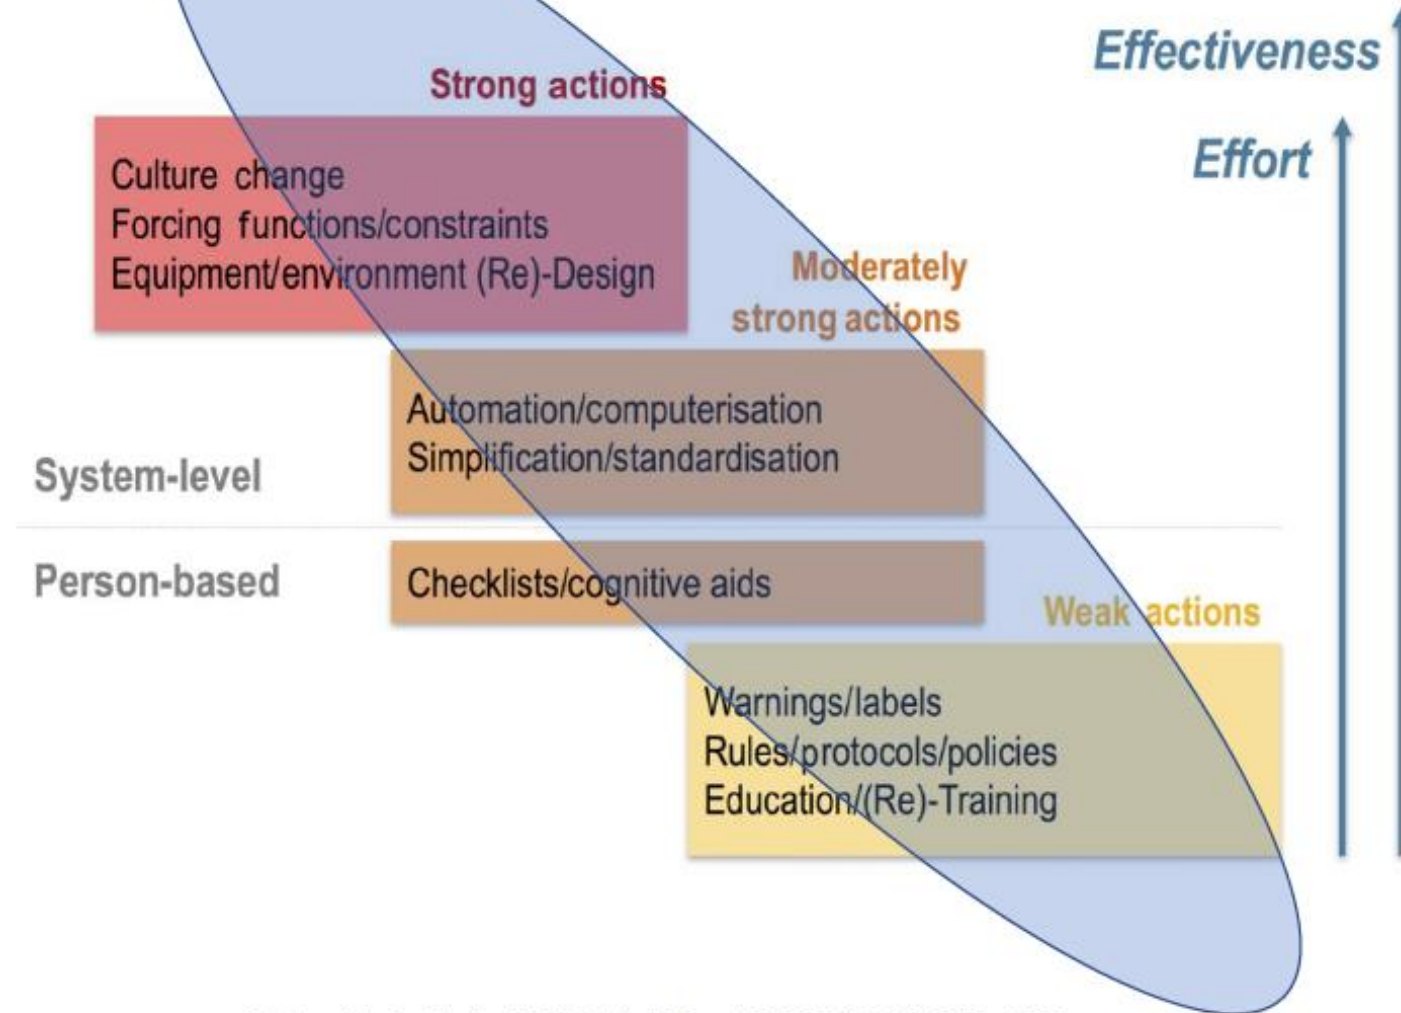 Effectiveness
Strong actions
Effort
Culture change
Forcing functions/constraints
Equipment/environment (Re)-Design
Moderately
strong actions
Automation/computerisation
Simplification/standardisation
System-level
Person-based
Checklists/cognitive aids
Weak actions
Warnings/labels
Rules/protocols/policies
Education/(Re)-Training